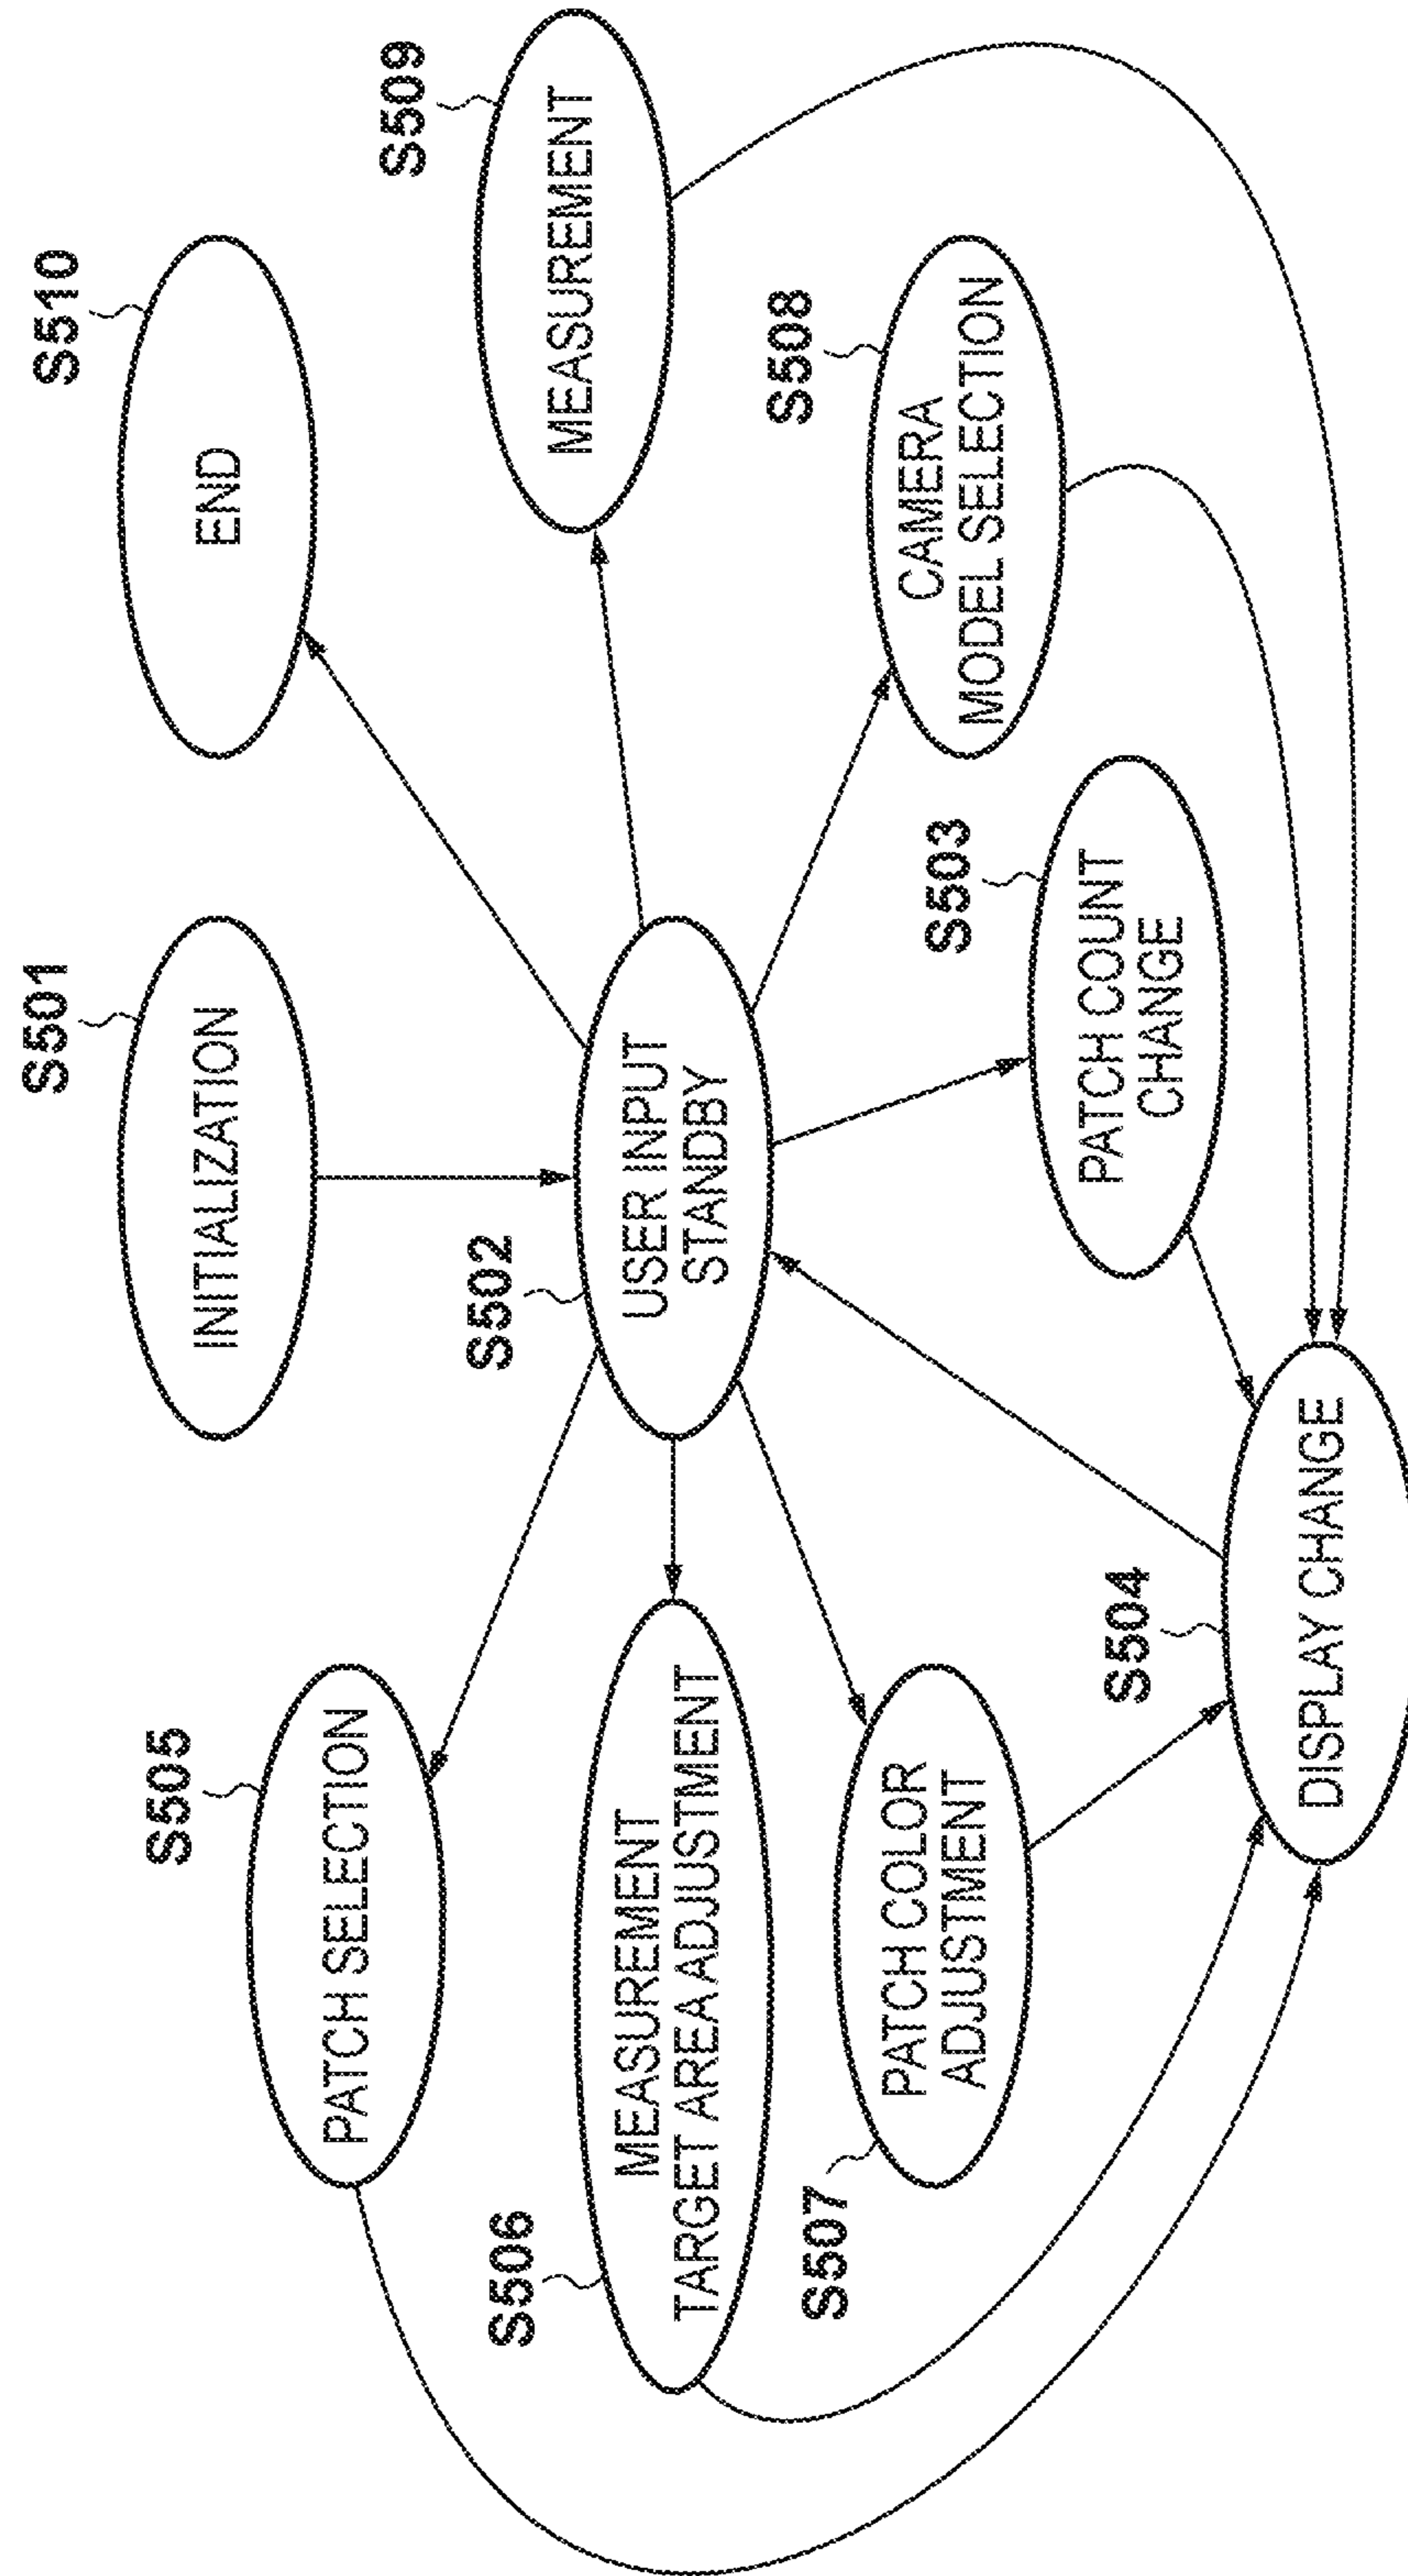 S501
INITIALIZATION
S510
END
S505
PATCH SELECTION
S502
USER INPUT
STANDBY
S509
MEASUREMENT
S506
MEASUREMENT
TARGET AREA ADJUSTMENT
S507
PATCH COLOR
ADJUSTMENT
S503
PATCH COUNT
CHANGE
S508
CAMERA
MODEL SELECTION
S504
DISPLAY CHANGE